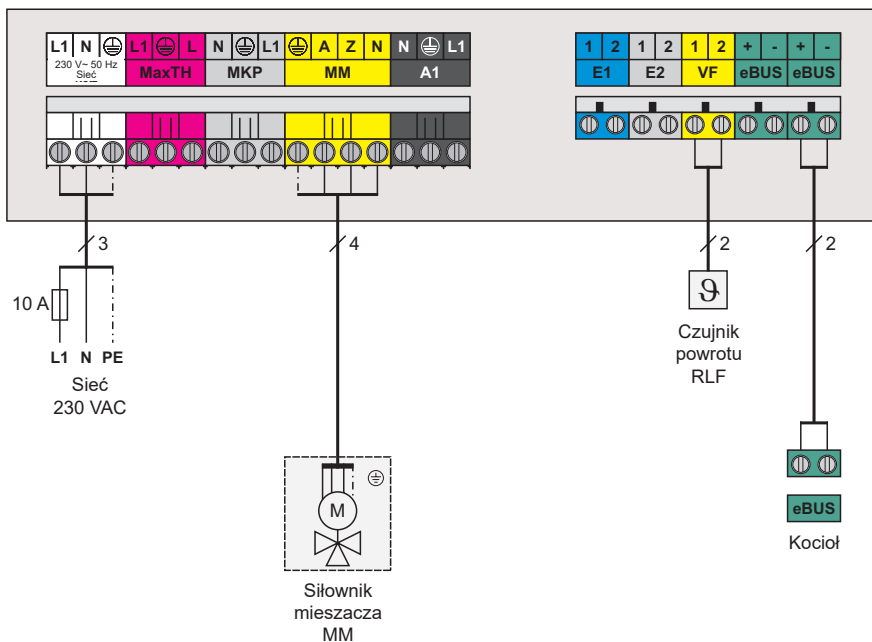 L1 N L1 L N L1 A Z N N L1
230 V~ 50 Hz
Sieć
MaxTH MKP MM A1
1 2 1 2 1 2 + - + -
E1 E2 VF eBUS eBUS
3
4
2
2
10 A
L1 N PE
Sieć
230 VAC
M
Siłownik
mieszacza
MM
ϑ
Czujnik
powrotu
RLF
eBUS
Kocioł